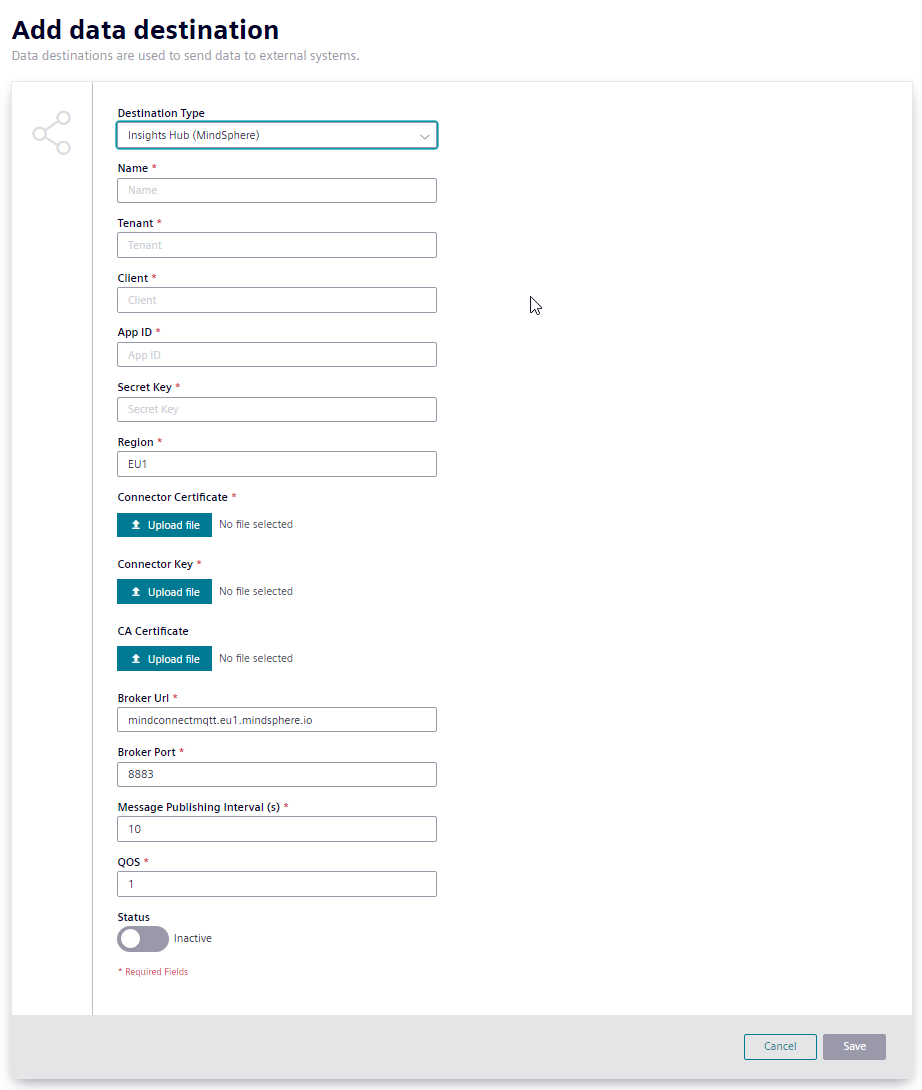 Add data destination
Data destinations are used to send data to external systems.
Destination Type
Insights Hub (MindSphere)
Name *
Name
Tenant *
Tenant
Client *
Client
App ID *
App ID
Secret Key *
Secret Key
Region *
EU1
Connector Certificate *
Upload file No file selected
Connector Key *
Upload file No file selected
CA Certificate
Upload file No file selected
Broker Url *
mindconnectmqtt.eu1.mindsphere.io
Broker Port *
8883
Message Publishing Interval (s) *
10
QOS *
1
Status
Inactive
* Required Fields
Cancel Save